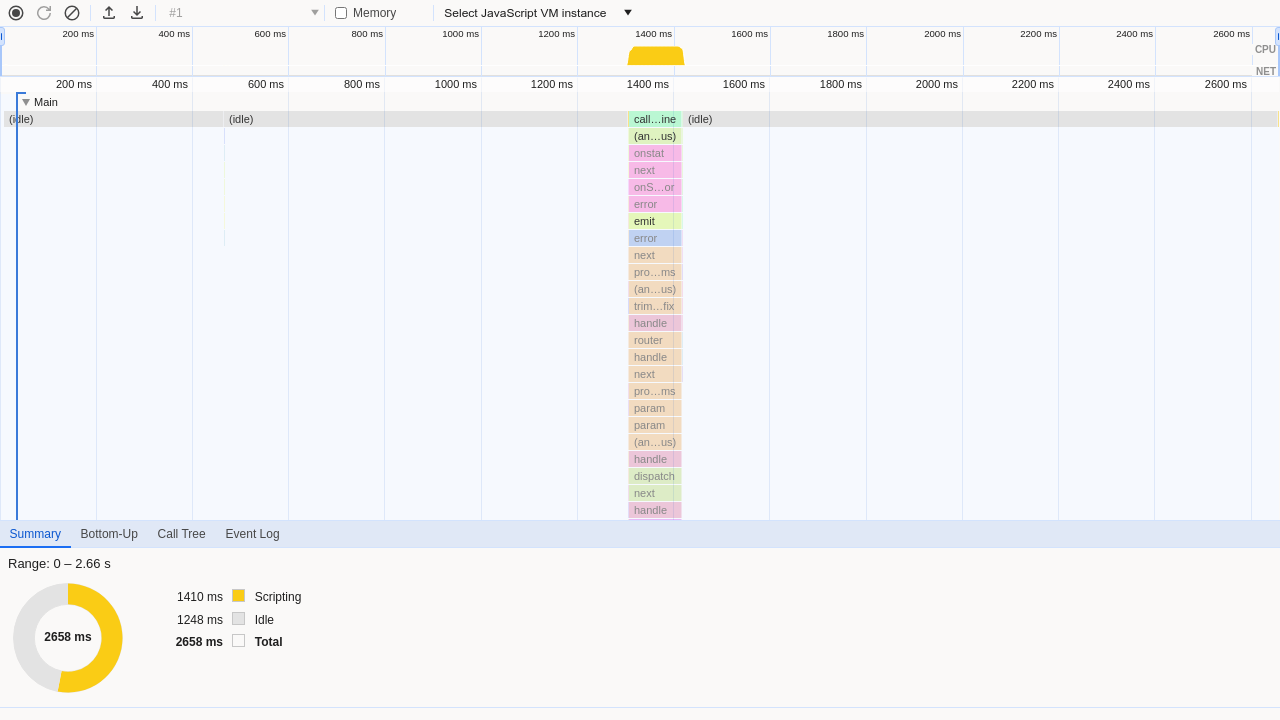 #1 Memory Select JavaScript VM instance
200 ms 400 ms 600 ms 800 ms 1000 ms 1200 ms 1400 ms 1600 ms 1800 ms 2000 ms 2200 ms 2400 ms 2600 ms
CPU
NET
200 ms 400 ms 600 ms 800 ms 1000 ms 1200 ms 1400 ms 1600 ms 1800 ms 2000 ms 2200 ms 2400 ms 2600 ms
Main
(idle) (idle) call…ine (idle)
(an…us)
onstat
next
onS…or
error
emit
error
next
pro…ms
(an…us)
trim…fix
handle
router
handle
next
pro…ms
param
param
(an…us)
handle
dispatch
next
handle
Summary Bottom-Up Call Tree Event Log
Range: 0 – 2.66 s
1410 ms Scripting
1248 ms Idle
2658 ms 2658 ms Total